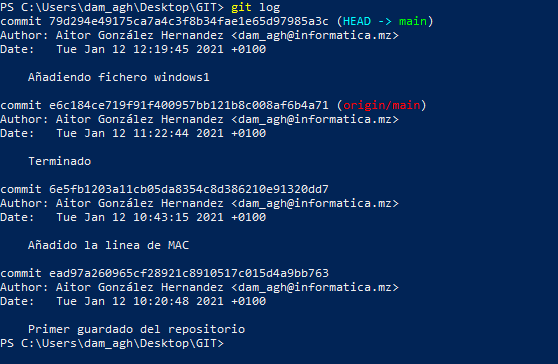 PS C:\Users\dam_agh\Desktop\GIT> git log
commit 79d294e49175ca7a4c3f8b34fae1e65d97985a3c (HEAD -> main)
Author: Aitor González Hernandez <dam_agh@informatica.mz>
Date:   Tue Jan 12 12:19:45 2021 +0100
Añadiendo fichero windows1
commit e6c184ce719f91f400957bb121b8c008af6b4a71 (origin/main)
Author: Aitor González Hernandez <dam_agh@informatica.mz>
Date:   Tue Jan 12 11:22:44 2021 +0100
Terminado
commit 6e5fb1203a11cb05da8354c8d386210e91320dd7
Author: Aitor González Hernandez <dam_agh@informatica.mz>
Date:   Tue Jan 12 10:43:15 2021 +0100
Añadido la linea de MAC
commit ead97a260965cf28921c8910517c015d4a9bb763
Author: Aitor González Hernandez <dam_agh@informatica.mz>
Date:   Tue Jan 12 10:20:48 2021 +0100
Primer guardado del repositorio
PS C:\Users\dam_agh\Desktop\GIT>